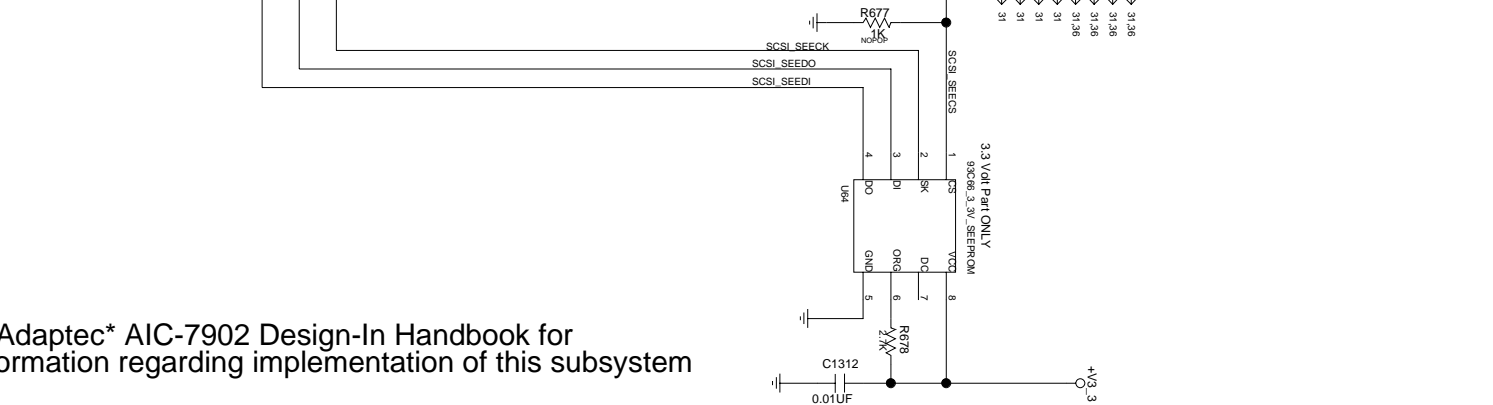 R677
1K
NOPOP
31
31
31
31
31,36
31,36
31,36
31,36
SCSI_SEECK
SCSI_SEEDO
SCSI_SEEDI
SCSI_SEECS
4
3
2
1
DO
DI
SK
CS
U64
3.3 Volt Part ONLY
93C66_3_3V_SEEPROM
GND
ORG
DC
VCC
5
6
7
8
R678
2.7K
Adaptec* AIC-7902 Design-In Handbook for
ormation regarding implementation of this subsystem
C1312
0.01UF
+V3_3